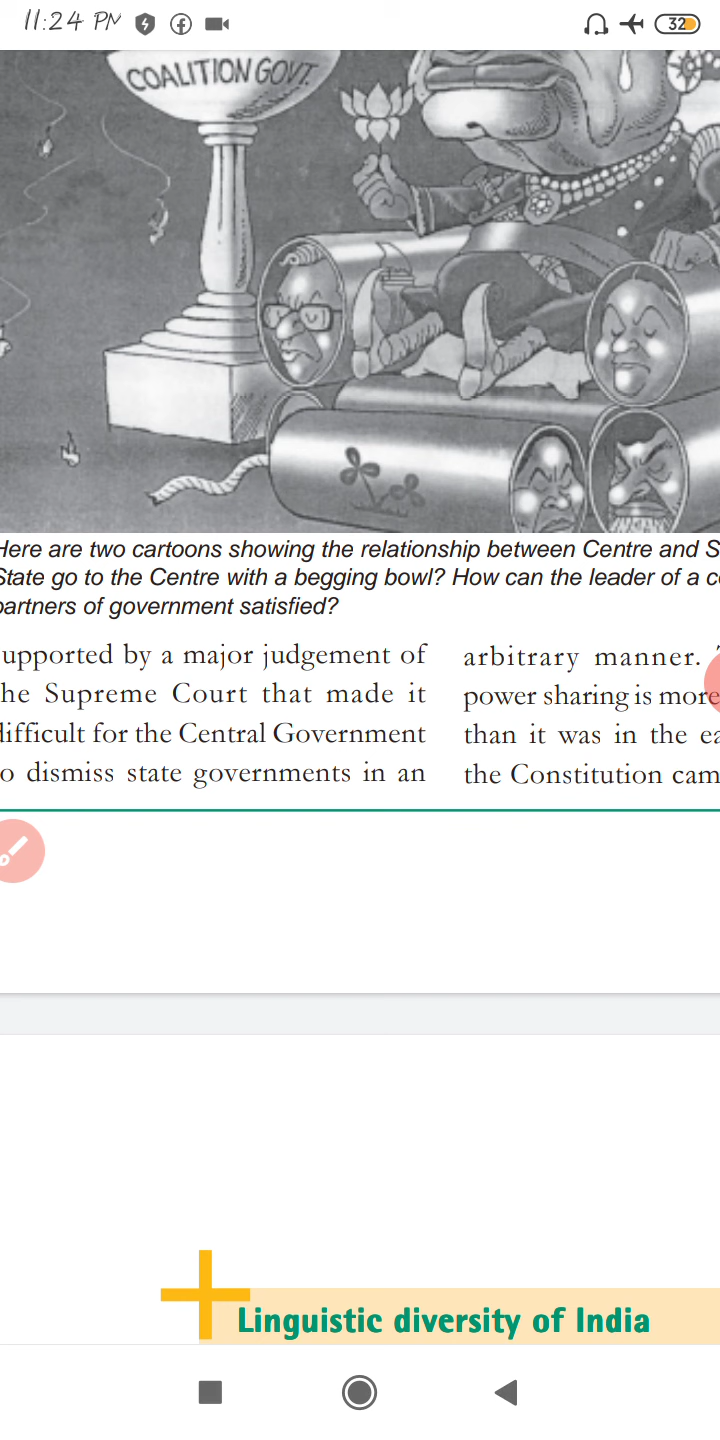 11:24 PM
32
COALITION GOVT.
Here are two cartoons showing the relationship between Centre and S
State go to the Centre with a begging bowl? How can the leader of a co
partners of government satisfied?
upported by a major judgement of
he Supreme Court that made it
difficult for the Central Government
o dismiss state governments in an
arbitrary manner.
power sharing is more
than it was in the ea
the Constitution cam
Linguistic diversity of India